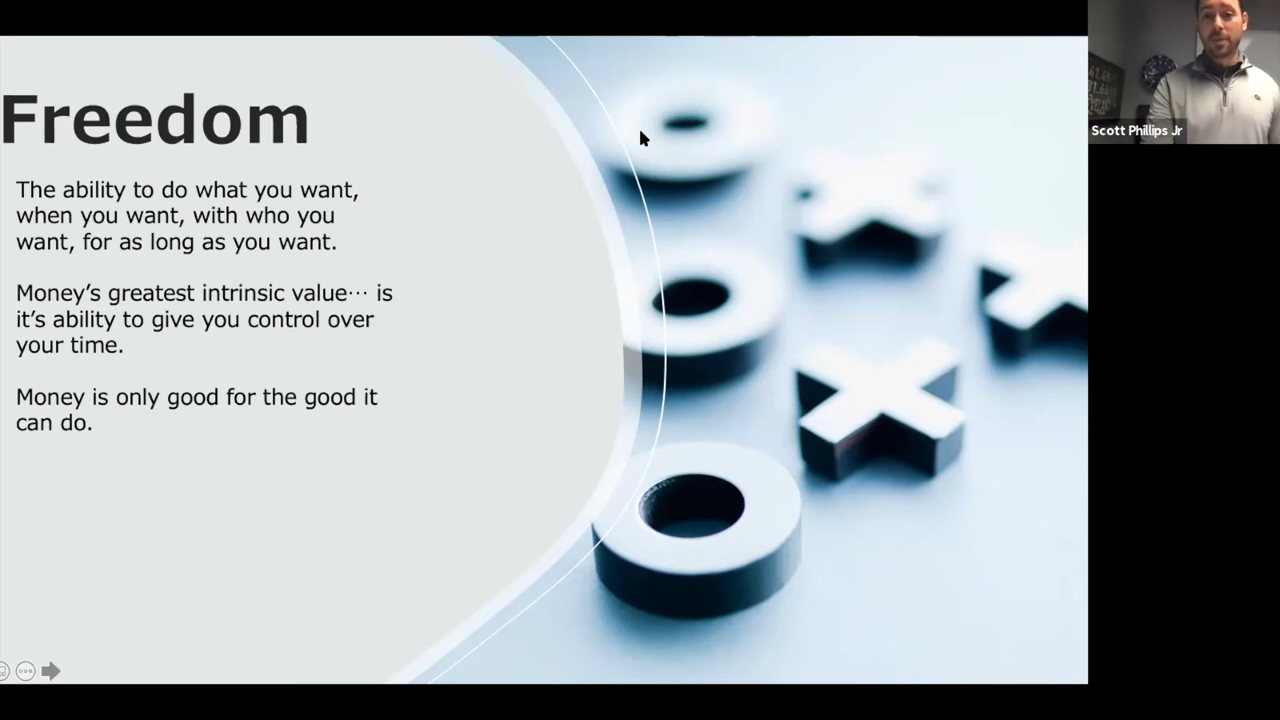 Freedom
The ability to do what you want,
when you want, with who you
want, for as long as you want.
Money’s greatest intrinsic value··· is
it’s ability to give you control over
your time.
Money is only good for the good it
can do.
Scott Phillips Jr